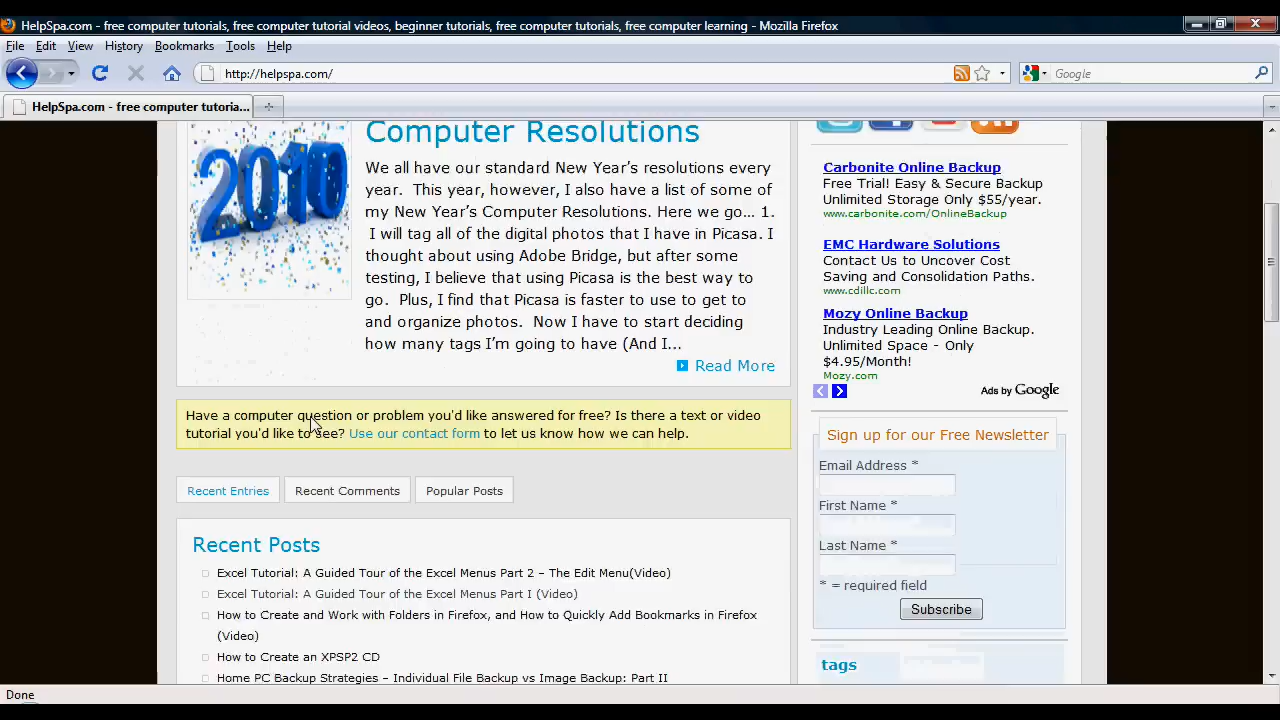 HelpSpa.com - free computer tutorials, free computer tutorial videos, beginner tutorials, free computer tutorials, free computer learning - Mozilla Firefox
File Edit View History Bookmarks Tools Help
http://helpspa.com/
Google
HelpSpa.com - free computer tutoria...
2010
Computer Resolutions
We all have our standard New Year's resolutions every
year. This year, however, I also have a list of some of
my New Year's Computer Resolutions. Here we go... 1.
I will tag all of the digital photos that I have in Picasa. I
thought about using Adobe Bridge, but after some
testing, I believe that using Picasa is the best way to
go. Plus, I find that Picasa is faster to use to get to
and organize photos. Now I have to start deciding
how many tags I'm going to have (And I...
Read More
Have a computer question or problem you'd like answered for free? Is there a text or video
tutorial you'd like to see? Use our contact form to let us know how we can help.
Recent Entries
Recent Comments
Popular Posts
Recent Posts
Excel Tutorial: A Guided Tour of the Excel Menus Part 2 – The Edit Menu(Video)
Excel Tutorial: A Guided Tour of the Excel Menus Part I (Video)
How to Create and Work with Folders in Firefox, and How to Quickly Add Bookmarks in Firefox
(Video)
How to Create an XPSP2 CD
Home PC Backup Strategies – Individual File Backup vs Image Backup: Part II
Carbonite Online Backup
Free Trial! Easy & Secure Backup
Unlimited Storage Only $55/year.
www.carbonite.com/OnlineBackup
EMC Hardware Solutions
Contact Us to Uncover Cost
Saving and Consolidation Paths.
www.cdillc.com
Mozy Online Backup
Industry Leading Online Backup.
Unlimited Space - Only
$4.95/Month!
Mozy.com
Ads by Google
Sign up for our Free Newsletter
Email Address *
First Name *
Last Name *
* = required field
Subscribe
tags
Done